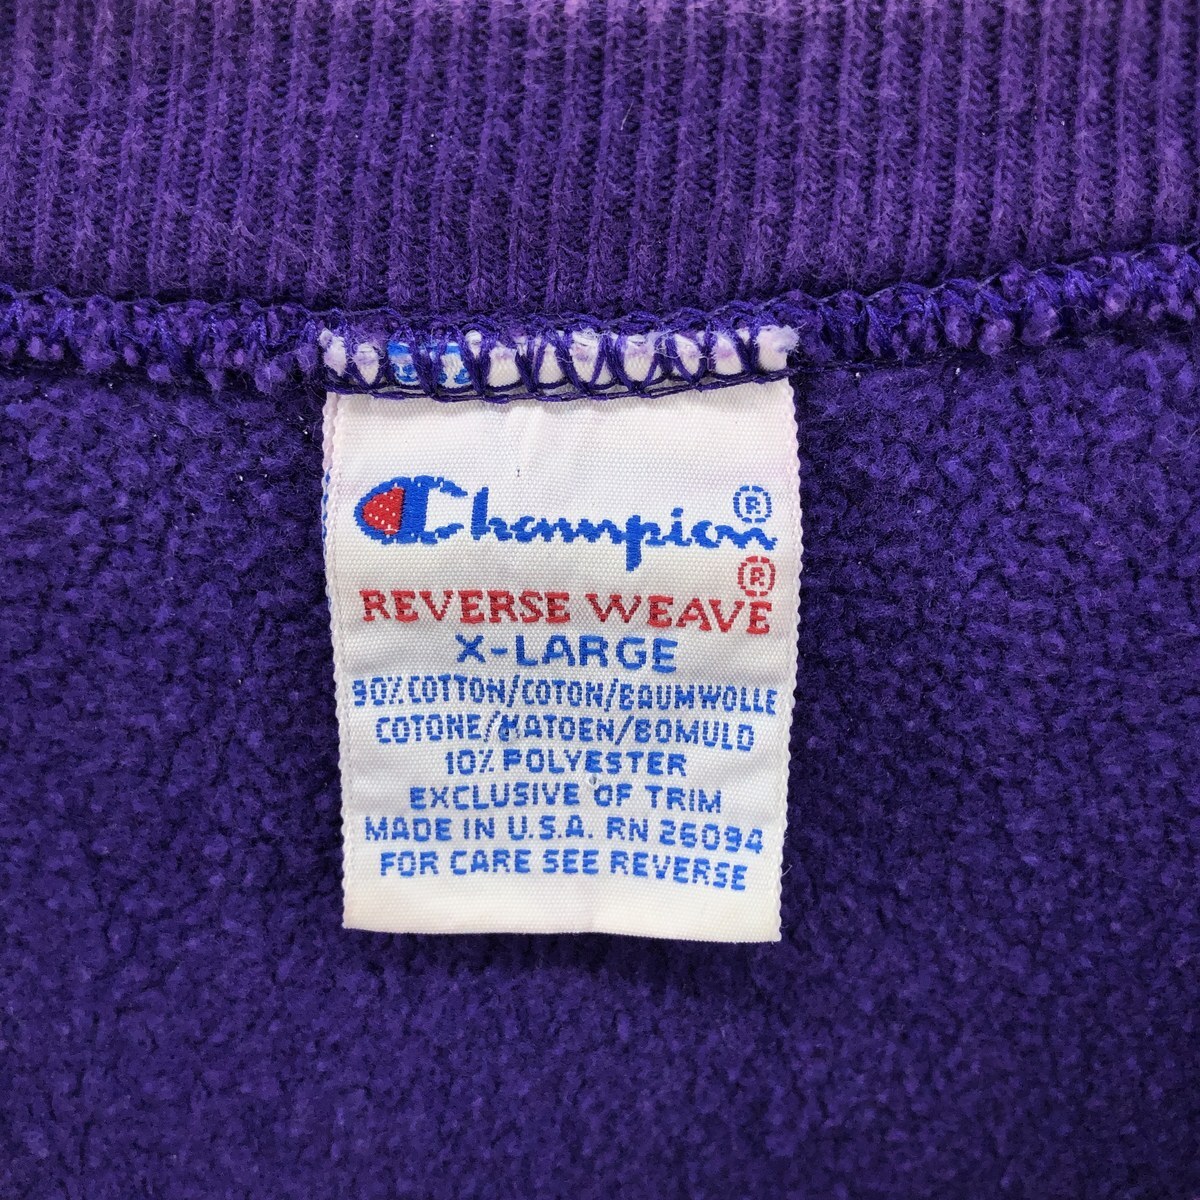 Champion®
REVERSE WEAVE®
X-LARGE
90% COTTON/COTON/BAUMWOLLE
COTONE/KATOEN/BOMULD
10% POLYESTER
EXCLUSIVE OF TRIM
MADE IN U.S.A. RN 26094
FOR CARE SEE REVERSE